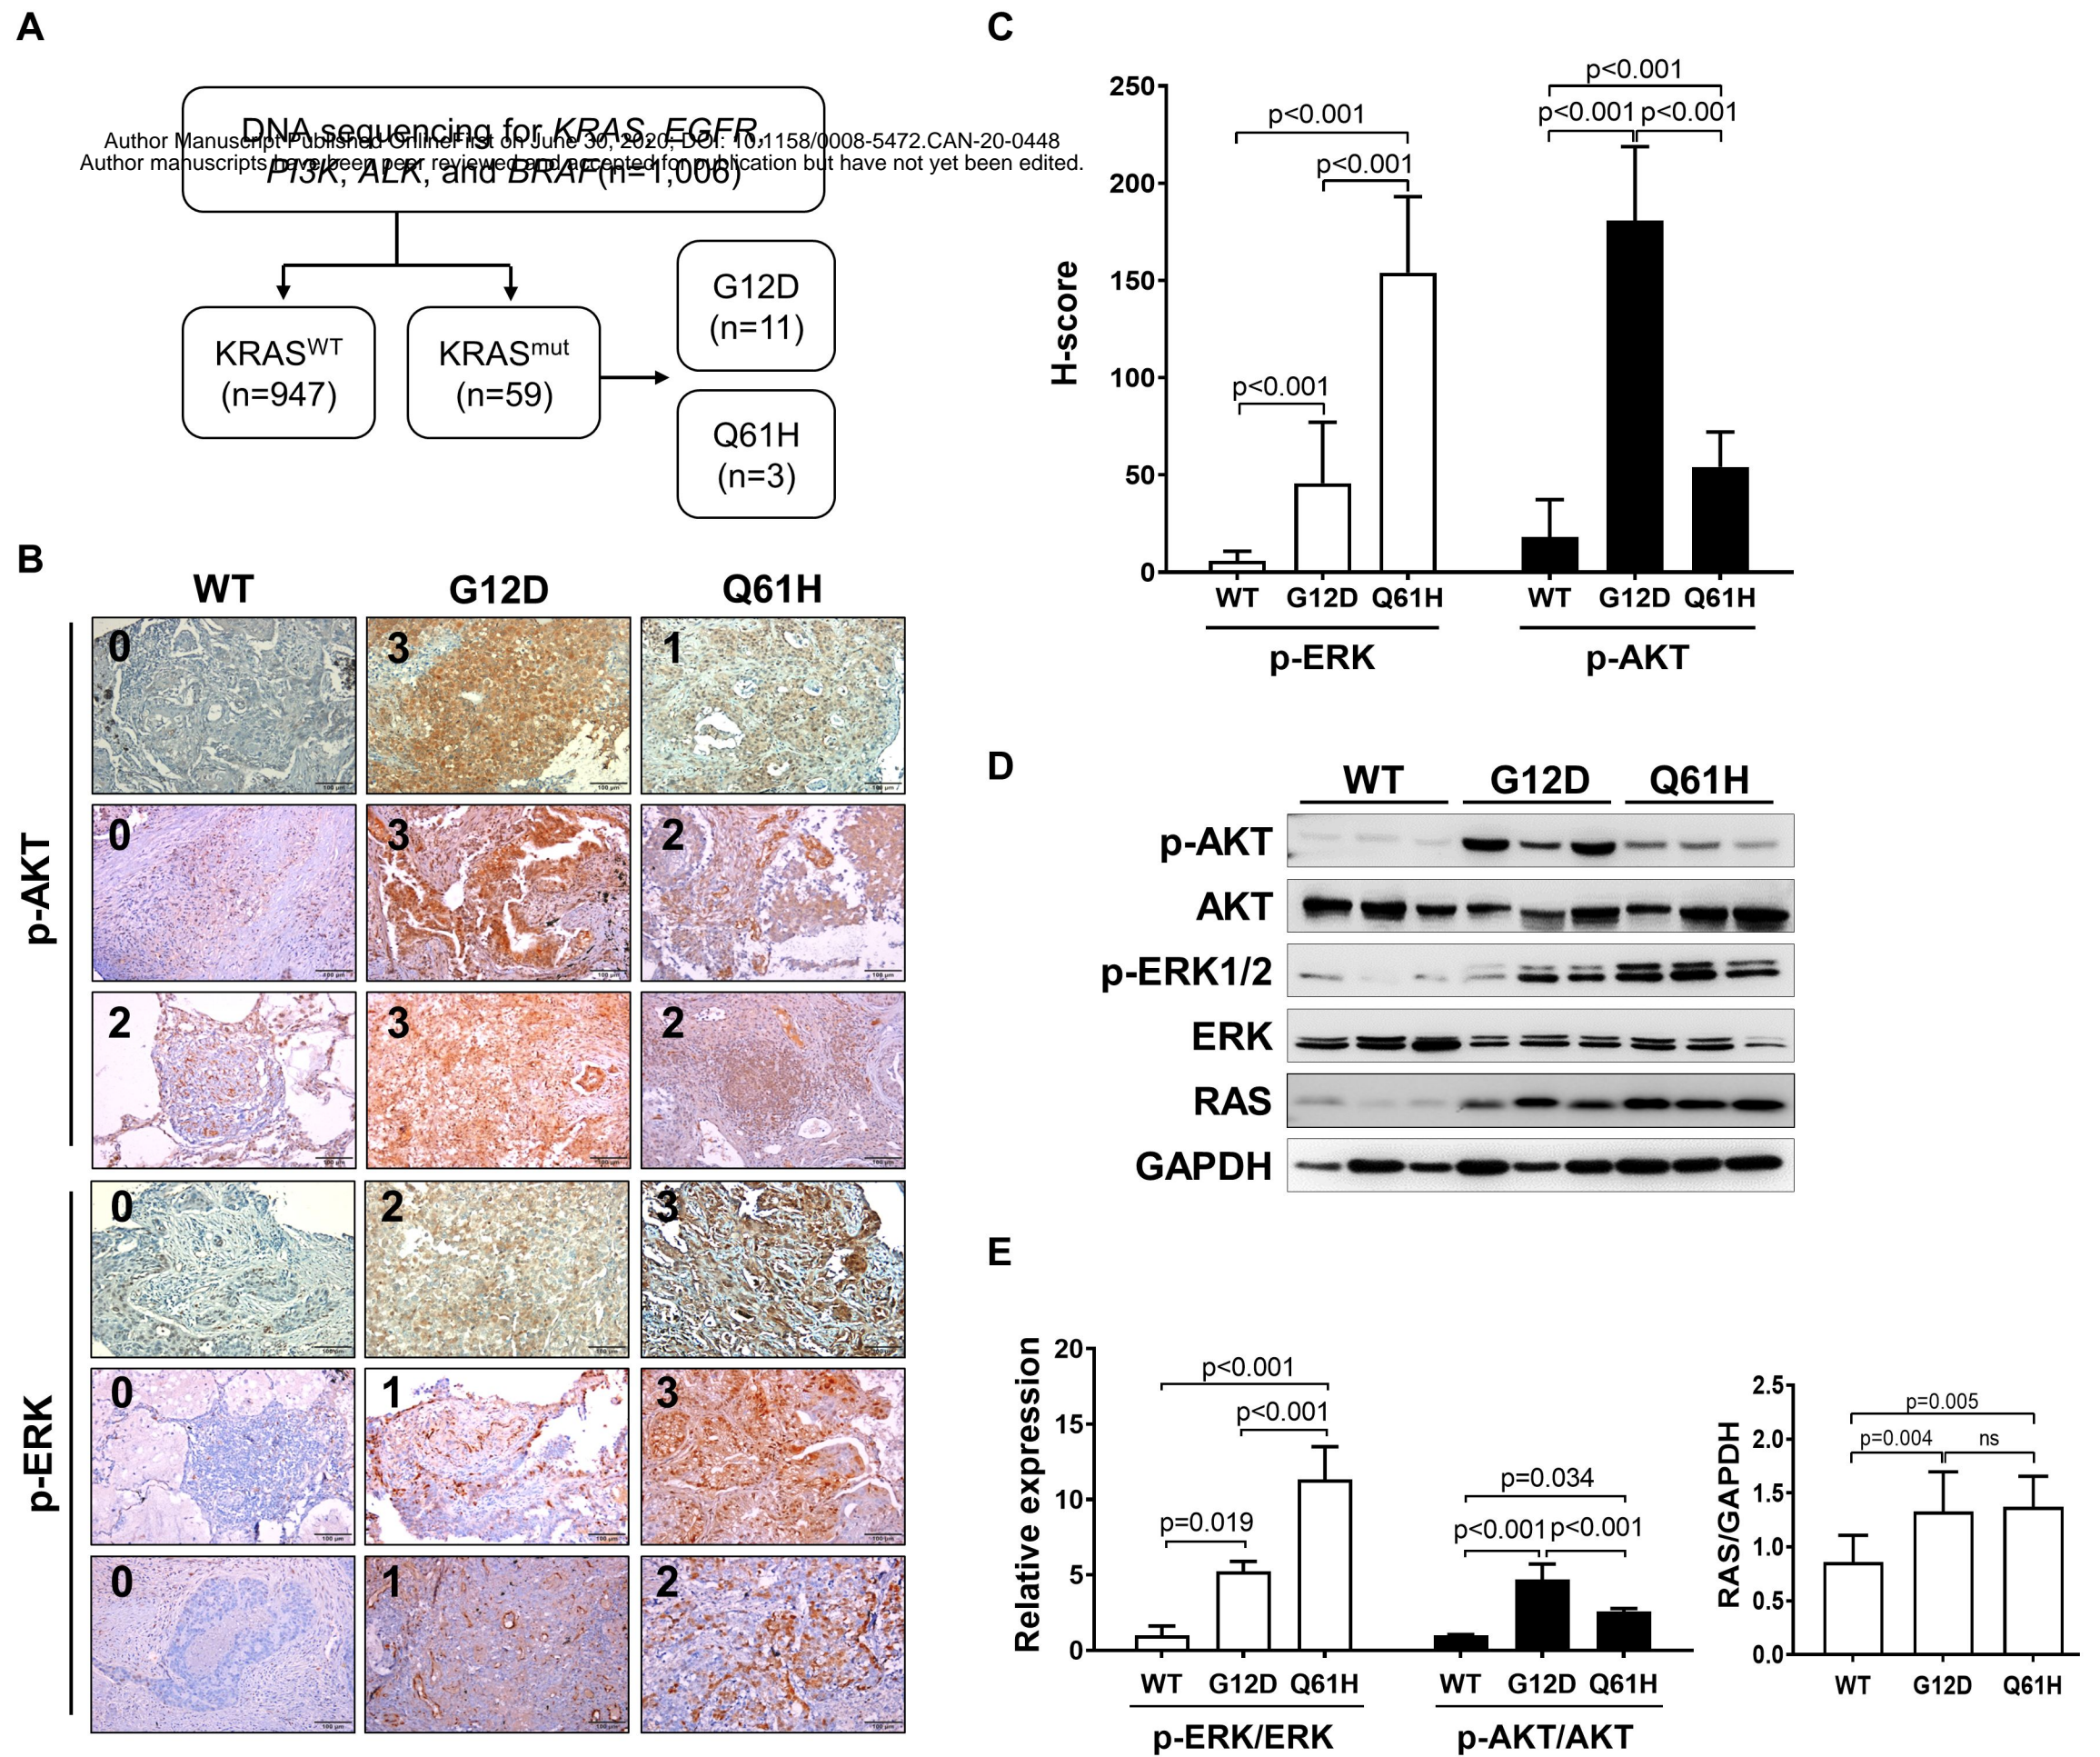 A
DNA sequencing for KRAS, EGFR,
PI3K, ALK, and BRAF(n=1,006)
Author Manuscript Published OnlineFirst on June 30, 2020; DOI: 10.1158/0008-5472.CAN-20-0448
Author manuscripts have been peer reviewed and accepted for publication but have not yet been edited.
KRASWT
(n=947)
KRASmut
(n=59)
G12D
(n=11)
Q61H
(n=3)
B
WT G12D Q61H
p-AKT
0 3 1
0 3 2
2 3 2
p-ERK
0 2 3
0 1 3
0 1 2
100 µm
C
H-score
250
200
150
100
50
0
p<0.001
p<0.001
p<0.001
p<0.001
p<0.001 p<0.001
WT G12D Q61H WT G12D Q61H
p-ERK p-AKT
D
WT G12D Q61H
p-AKT
AKT
p-ERK1/2
ERK
RAS
GAPDH
E
Relative expression
20
15
10
5
0
p<0.001
p<0.001
p=0.019
p=0.034
p<0.001 p<0.001
WT G12D Q61H WT G12D Q61H
p-ERK/ERK p-AKT/AKT
RAS/GAPDH
2.5
2.0
1.5
1.0
0.5
0.0
p=0.005
p=0.004 ns
WT G12D Q61H